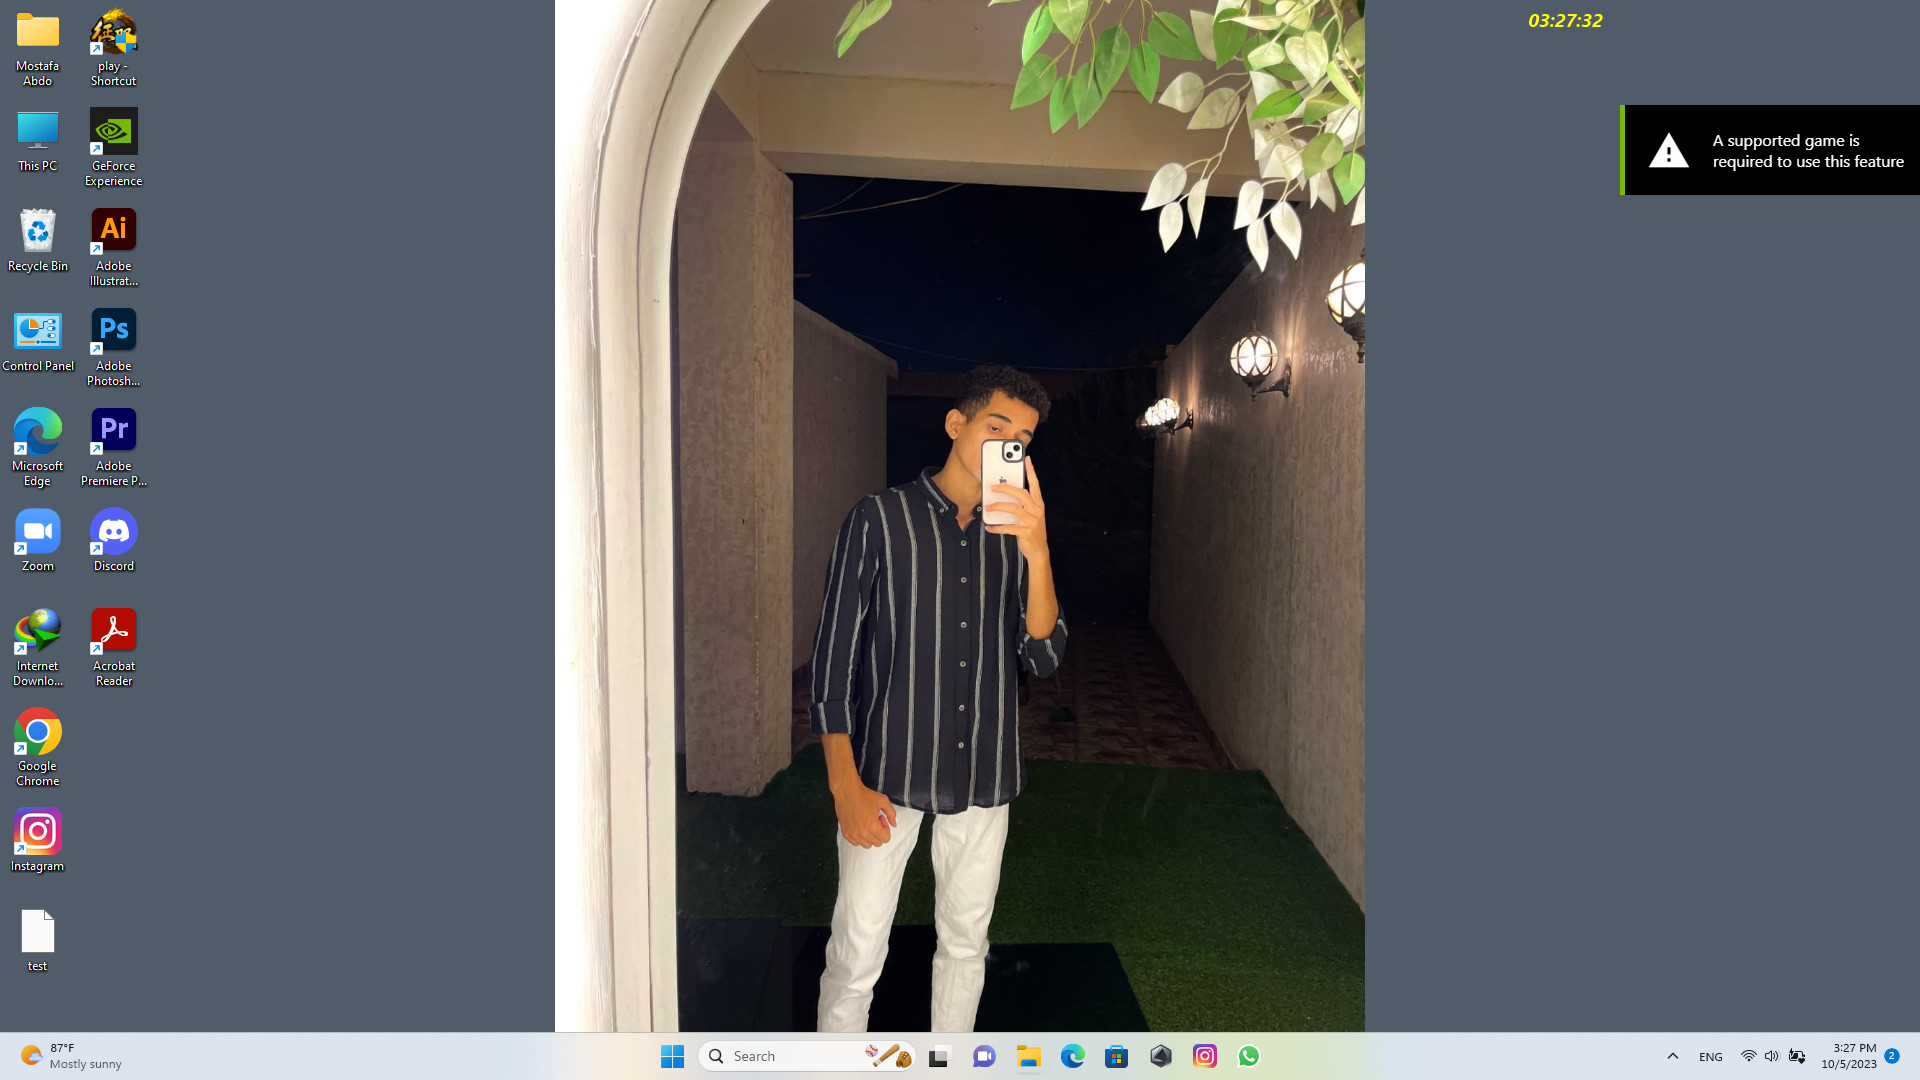 Mostafa
Abdo
play -
Shortcut
This PC
GeForce
Experience
Recycle Bin
Ai
Adobe
Illustrat...
Control Panel
Ps
Adobe
Photosh...
Microsoft
Edge
Pr
Adobe
Premiere P...
Zoom
Discord
Internet
Downlo...
Acrobat
Reader
Google
Chrome
Instagram
test
03:27:32
A supported game is
required to use this feature
87°F
Mostly sunny
Search
ENG
3:27 PM
10/5/2023
2